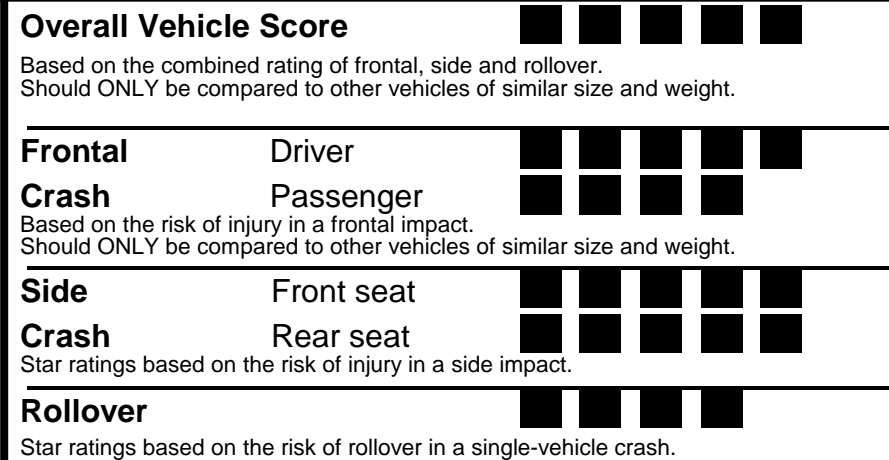 Overall Vehicle Score
Based on the combined rating of frontal, side and rollover.
Should ONLY be compared to other vehicles of similar size and weight.
Frontal Driver
Crash Passenger
Based on the risk of injury in a frontal impact.
Should ONLY be compared to other vehicles of similar size and weight.
Side Front seat
Crash Rear seat
Star ratings based on the risk of injury in a side impact.
Rollover
Star ratings based on the risk of rollover in a single-vehicle crash.